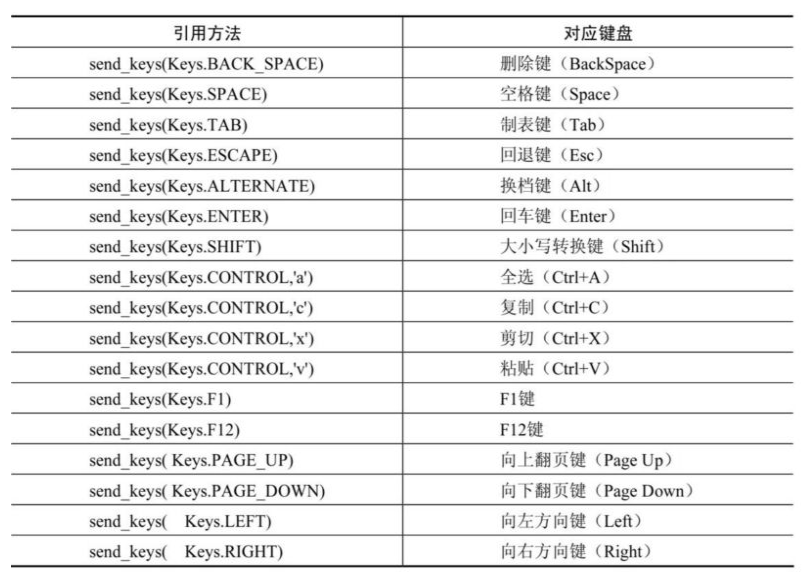 引用方法 对应键盘
send_keys(Keys.BACK_SPACE) 删除键（BackSpace）
send_keys(Keys.SPACE) 空格键（Space）
send_keys(Keys.TAB) 制表键（Tab）
send_keys(Keys.ESCAPE) 回退键（Esc）
send_keys(Keys.ALTERNATE) 换档键（Alt）
send_keys(Keys.ENTER) 回车键（Enter）
send_keys(Keys.SHIFT) 大小写转换键（Shift）
send_keys(Keys.CONTROL,'a') 全选（Ctrl+A）
send_keys(Keys.CONTROL,'c') 复制（Ctrl+C）
send_keys(Keys.CONTROL,'x') 剪切（Ctrl+X）
send_keys(Keys.CONTROL,'v') 粘贴（Ctrl+V）
send_keys(Keys.F1) F1键
send_keys(Keys.F12) F12键
send_keys( Keys.PAGE_UP) 向上翻页键（Page Up）
send_keys( Keys.PAGE_DOWN) 向下翻页键（Page Down）
send_keys( Keys.LEFT) 向左方向键（Left）
send_keys( Keys.RIGHT) 向右方向键（Right）